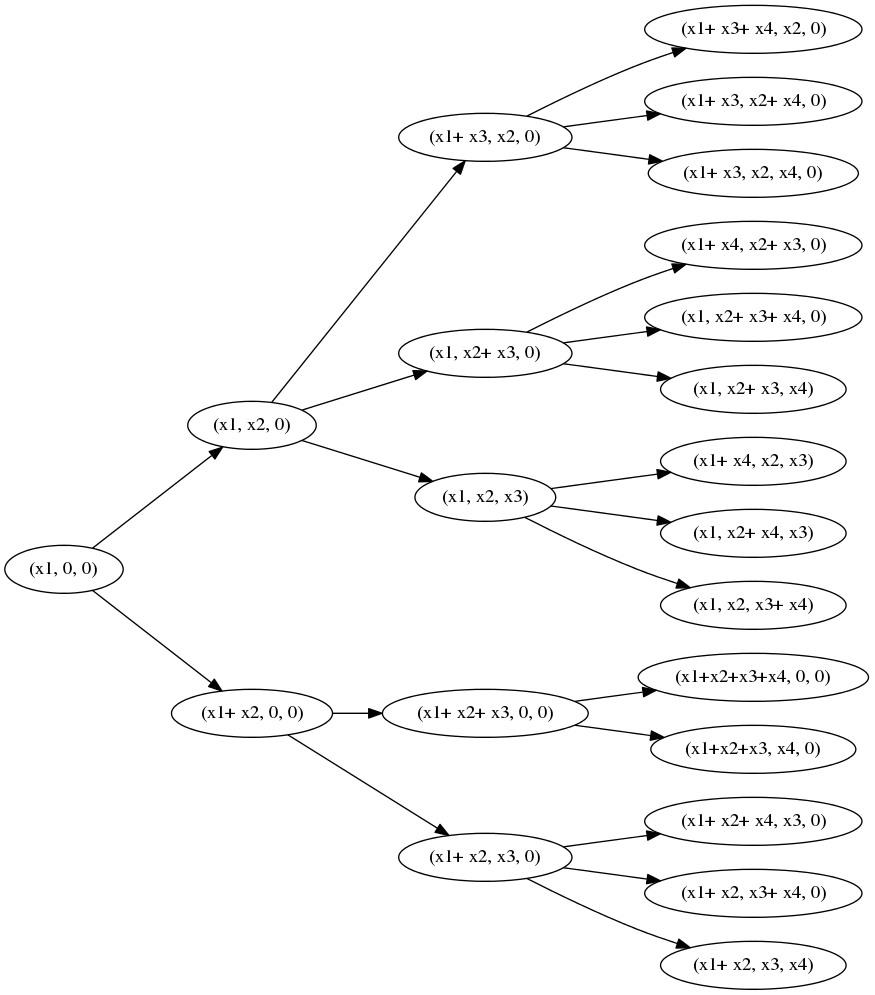 (x1+ x3+ x4, x2, 0)
(x1+ x3, x2+ x4, 0)
(x1+ x3, x2, 0)
(x1+ x3, x2, x4, 0)
(x1+ x4, x2+ x3, 0)
(x1, x2+ x3+ x4, 0)
(x1, x2+ x3, 0)
(x1, x2+ x3, x4)
(x1, x2, 0)
(x1+ x4, x2, x3)
(x1, x2, x3)
(x1, x2+ x4, x3)
(x1, 0, 0)
(x1, x2, x3+ x4)
(x1+x2+x3+x4, 0, 0)
(x1+ x2, 0, 0)
(x1+ x2+ x3, 0, 0)
(x1+x2+x3, x4, 0)
(x1+ x2+ x4, x3, 0)
(x1+ x2, x3, 0)
(x1+ x2, x3+ x4, 0)
(x1+ x2, x3, x4)